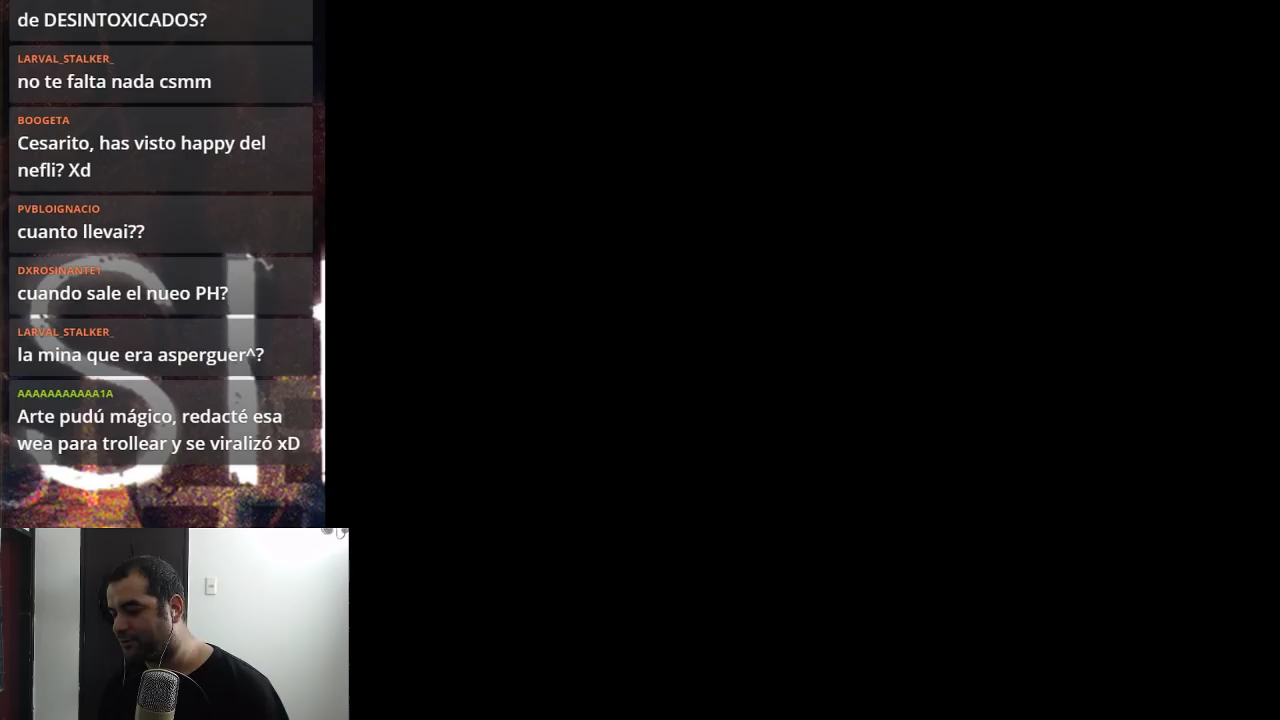 de DESINTOXICADOS?
LARVAL_STALKER_
no te falta nada csmm
BOOGETA
Cesarito, has visto happy del
nefli? Xd
PVBLOIGNACIO
cuanto llevai??
DXROSINANTE1
cuando sale el nueo PH?
LARVAL_STALKER_
la mina que era asperguer^?
AAAAAAAAAAA1A
Arte pudú mágico, redacté esa
wea para trollear y se viralizó xD